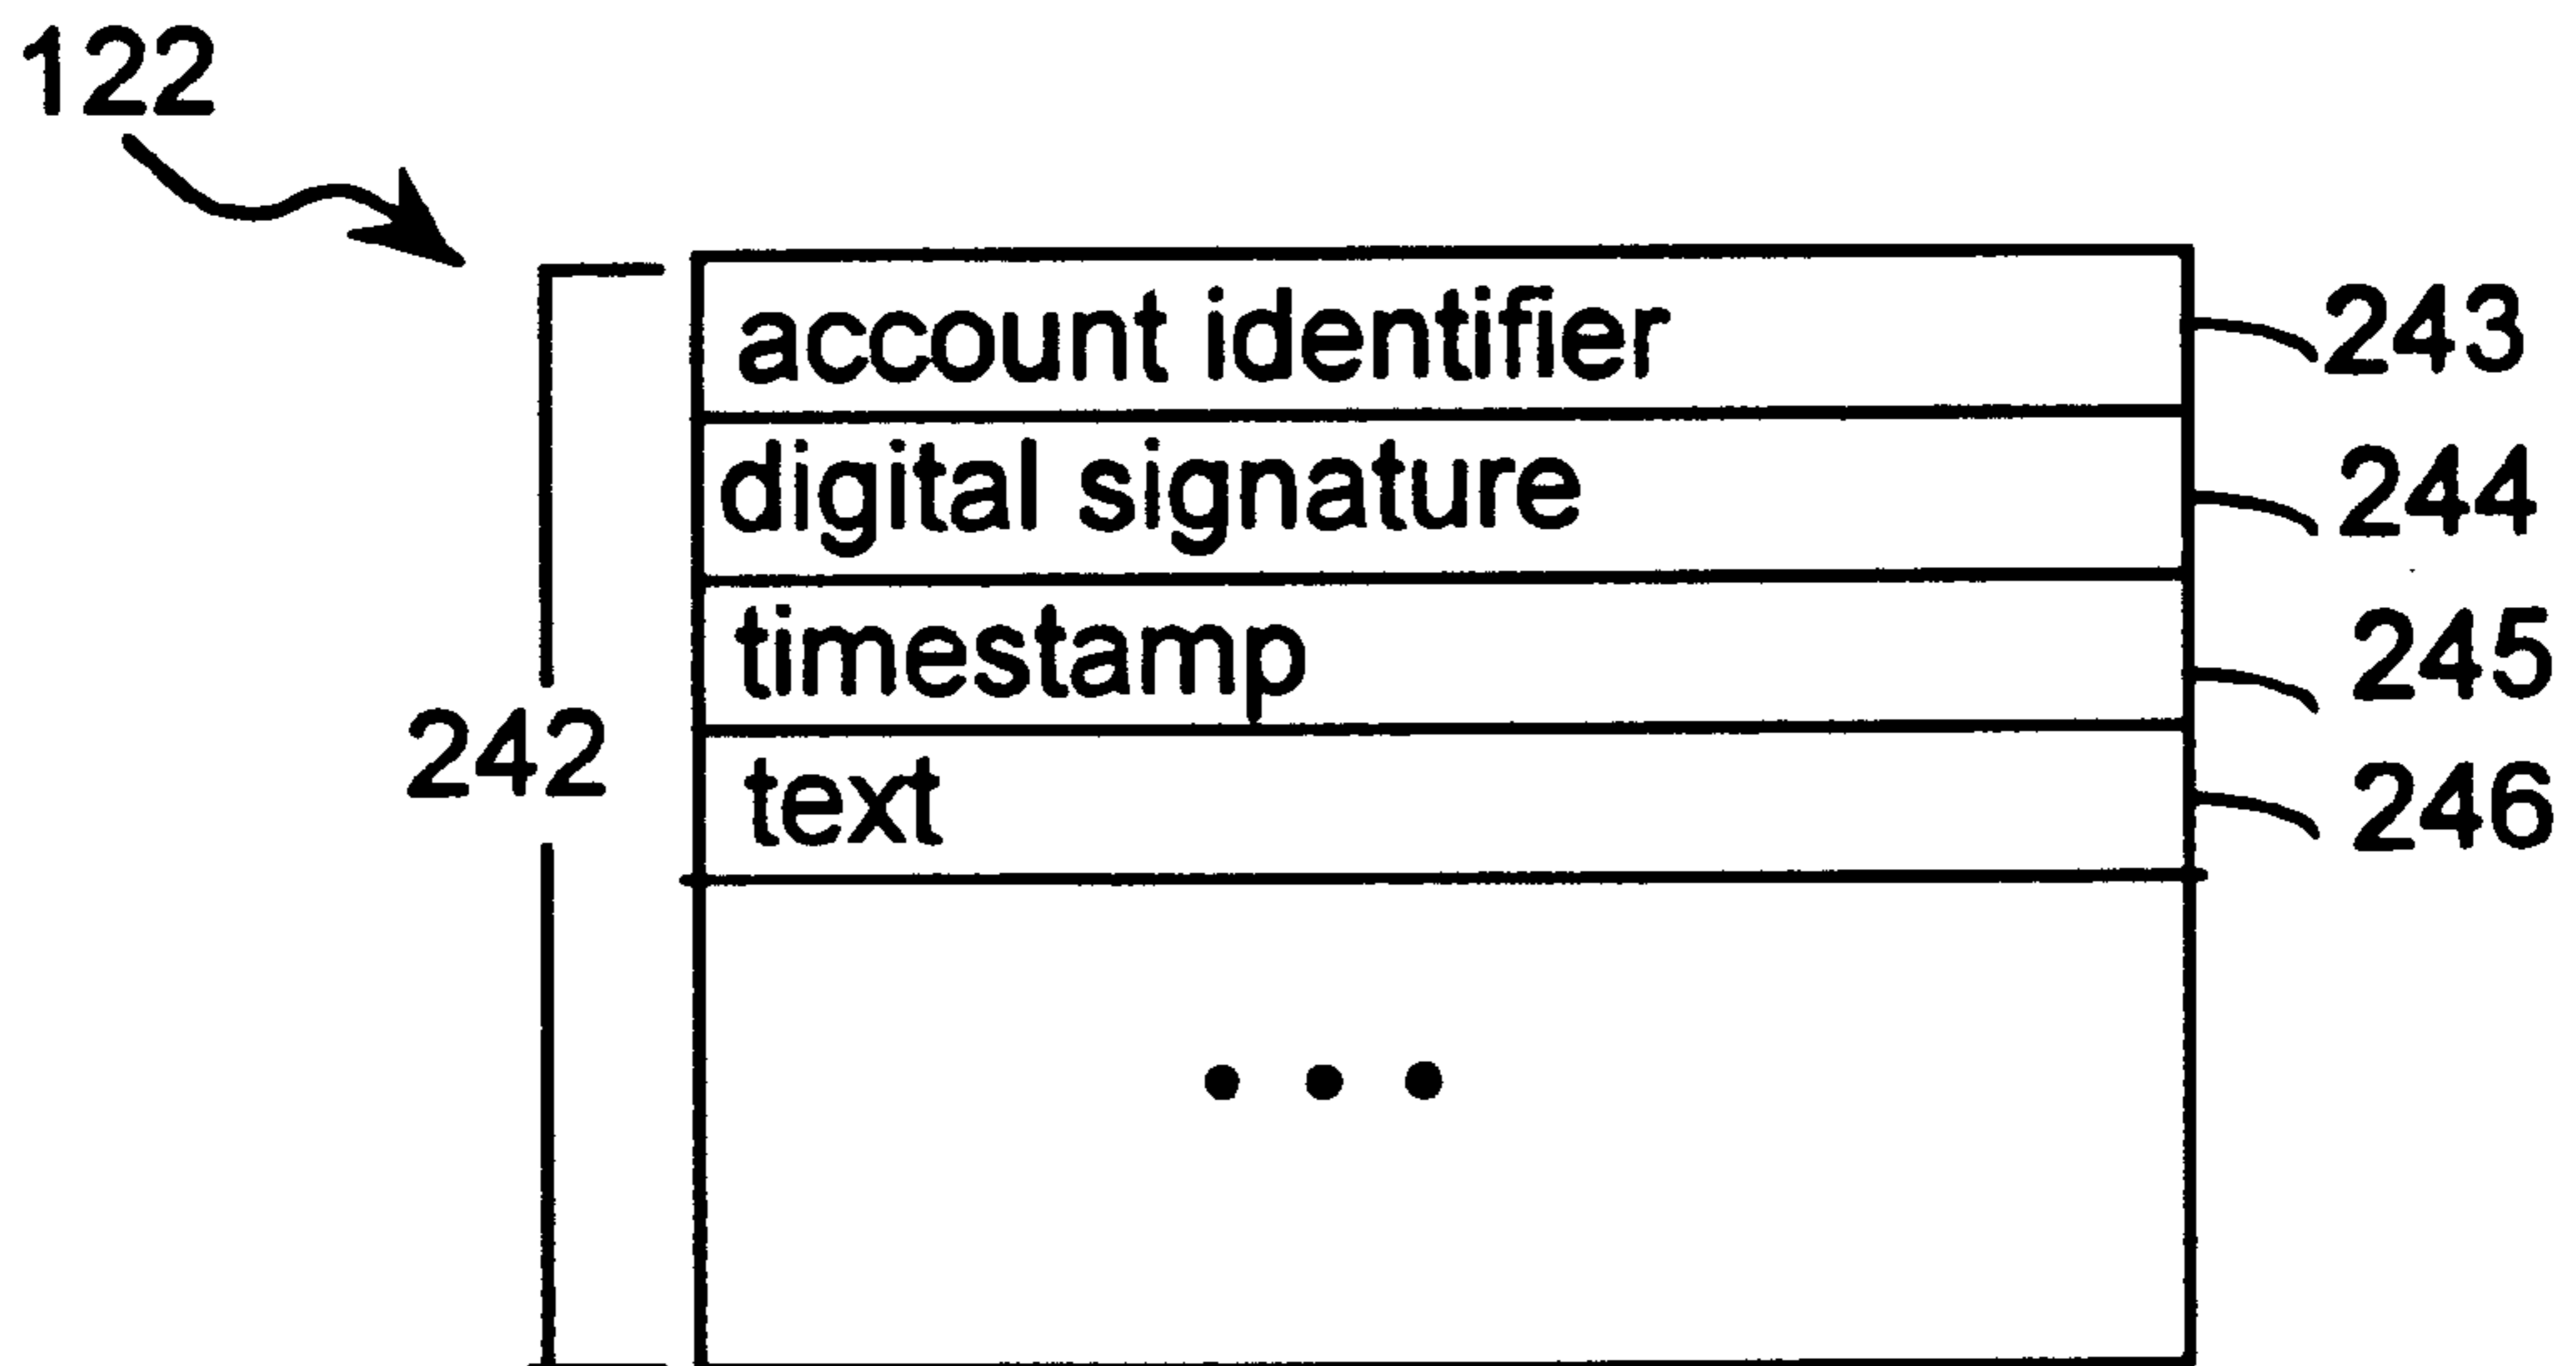 122
account identifier 243
digital signature 244
timestamp 245
242
text 246
• • •